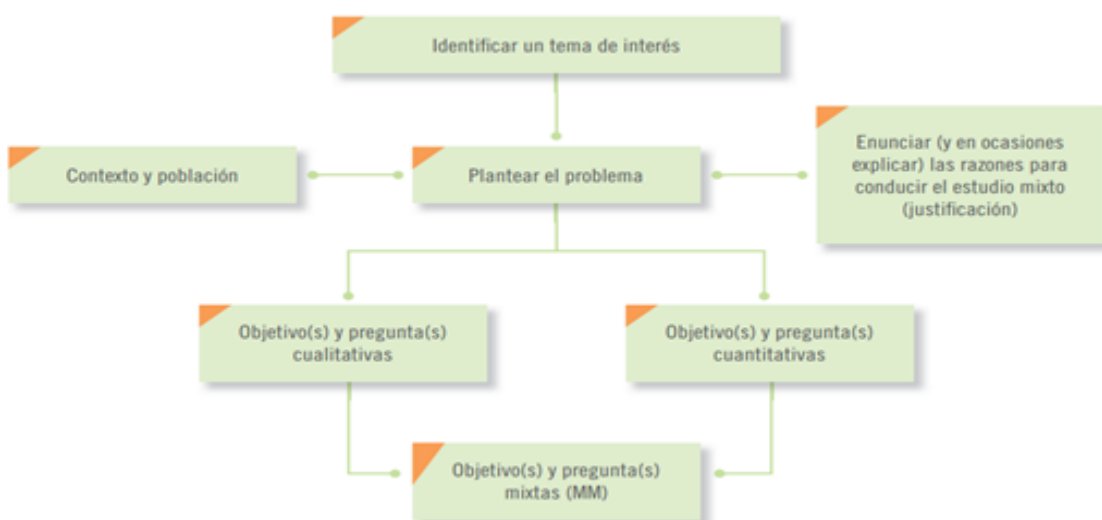 Identificar un tema de interés
Contexto y población
Plantear el problema
Enunciar (y en ocasiones
explicar) las razones para
conducir el estudio mixto
(justificación)
Objetivo(s) y pregunta(s)
cualitativas
Objetivo(s) y pregunta(s)
cuantitativas
Objetivo(s) y pregunta(s)
mixtas (MM)